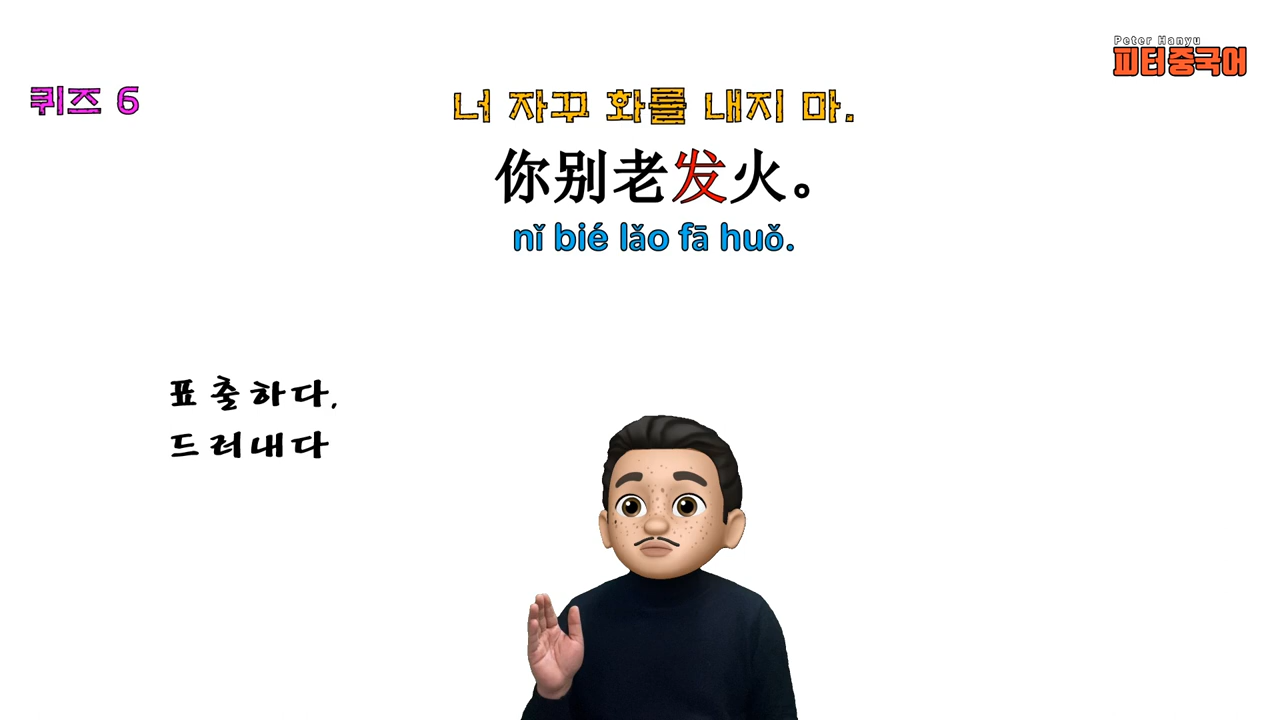 Peter Hanyu
피터중국어
퀴즈 6
너 자꾸 화를 내지 마.
你别老发火。
nǐ bié lǎo fā huǒ.
표출하다,
드러내다